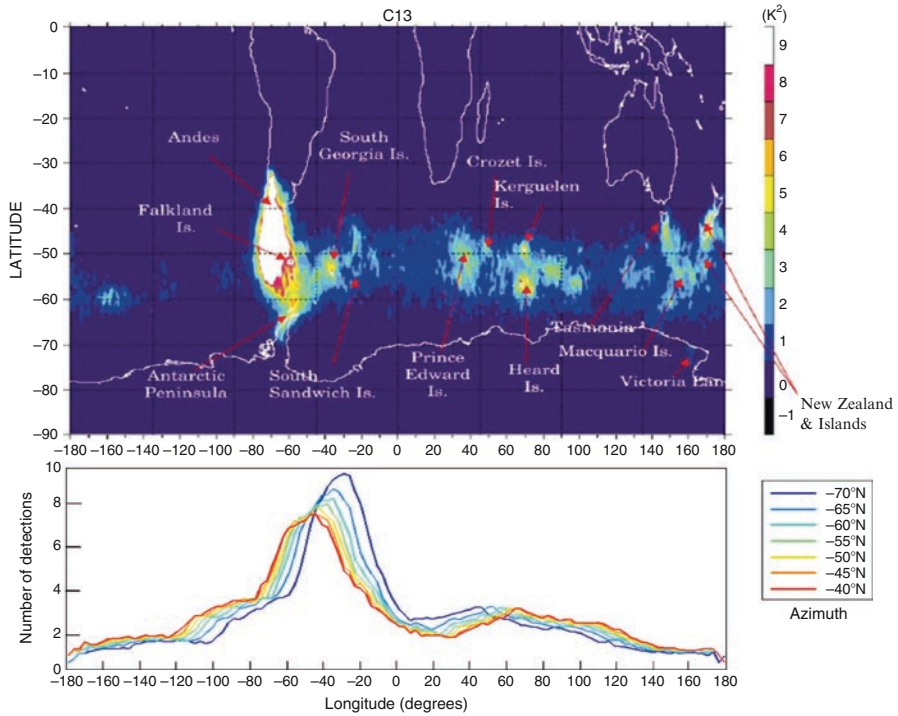 C13
(K²)
0
−10
−20
−30
−40
−50
−60
−70
−80
−90
LATITUDE
Andes
South
Georgia Is.
Crozet Is.
Kerguelen
Is.
Falkland
Is.
Antarctic
Peninsula
South
Sandwich Is.
Prince
Edward
Is.
Heard
Is.
Tasmania
Macquario Is.
Victoria Lan
New Zealand
& Islands
9
8
7
6
5
4
3
2
1
0
−1
−180 −160 −140 −120 −100 −80 −60 −40 −20 0 20 40 60 80 100 120 140 160
10
8
6
4
2
0
Number of detections
−180 −160 −140 −120 −100 −80 −60 −40 −20 0 20 40 60 80 100 120 140 160 180
Longitude (degrees)
−70°N
−65°N
−60°N
−55°N
−50°N
−45°N
−40°N
Azimuth